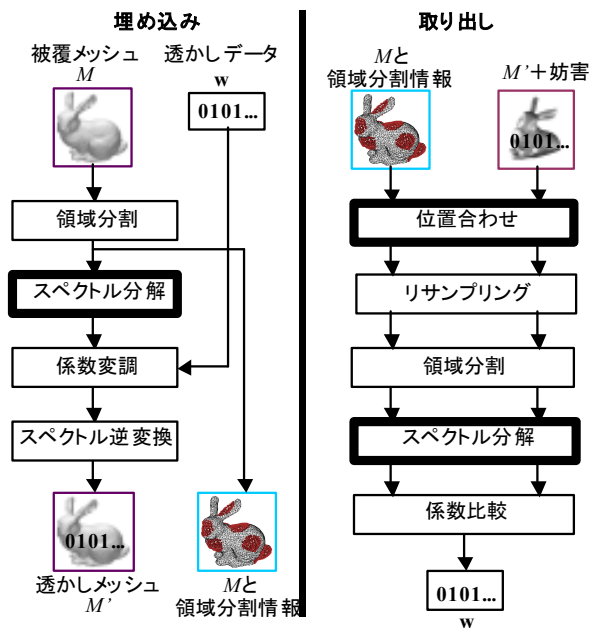 埋め込み
被覆メッシュ
M
透かしデータ
w
0101...
領域分割
スペクトル分解
係数変調
スペクトル逆変換
0101...
透かしメッシュ
M'
Mと
領域分割情報
取り出し
Mと
領域分割情報
M'＋妨害
0101...
位置合わせ
リサンプリング
領域分割
スペクトル分解
係数比較
0101...
w